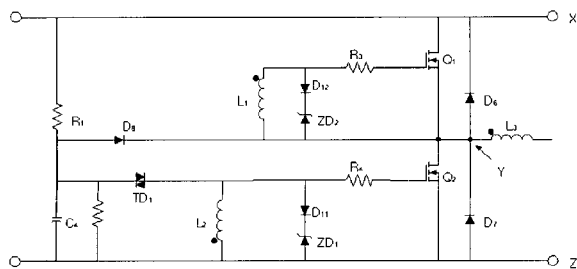 X
R₃
Q₁
D₁₂
L₁
ZD₂
D₆
R₁
D₈
L₃
R₄
Q₂
Y
TD₁
C₄
L₂
D₁₁
ZD₁
D₇
Z